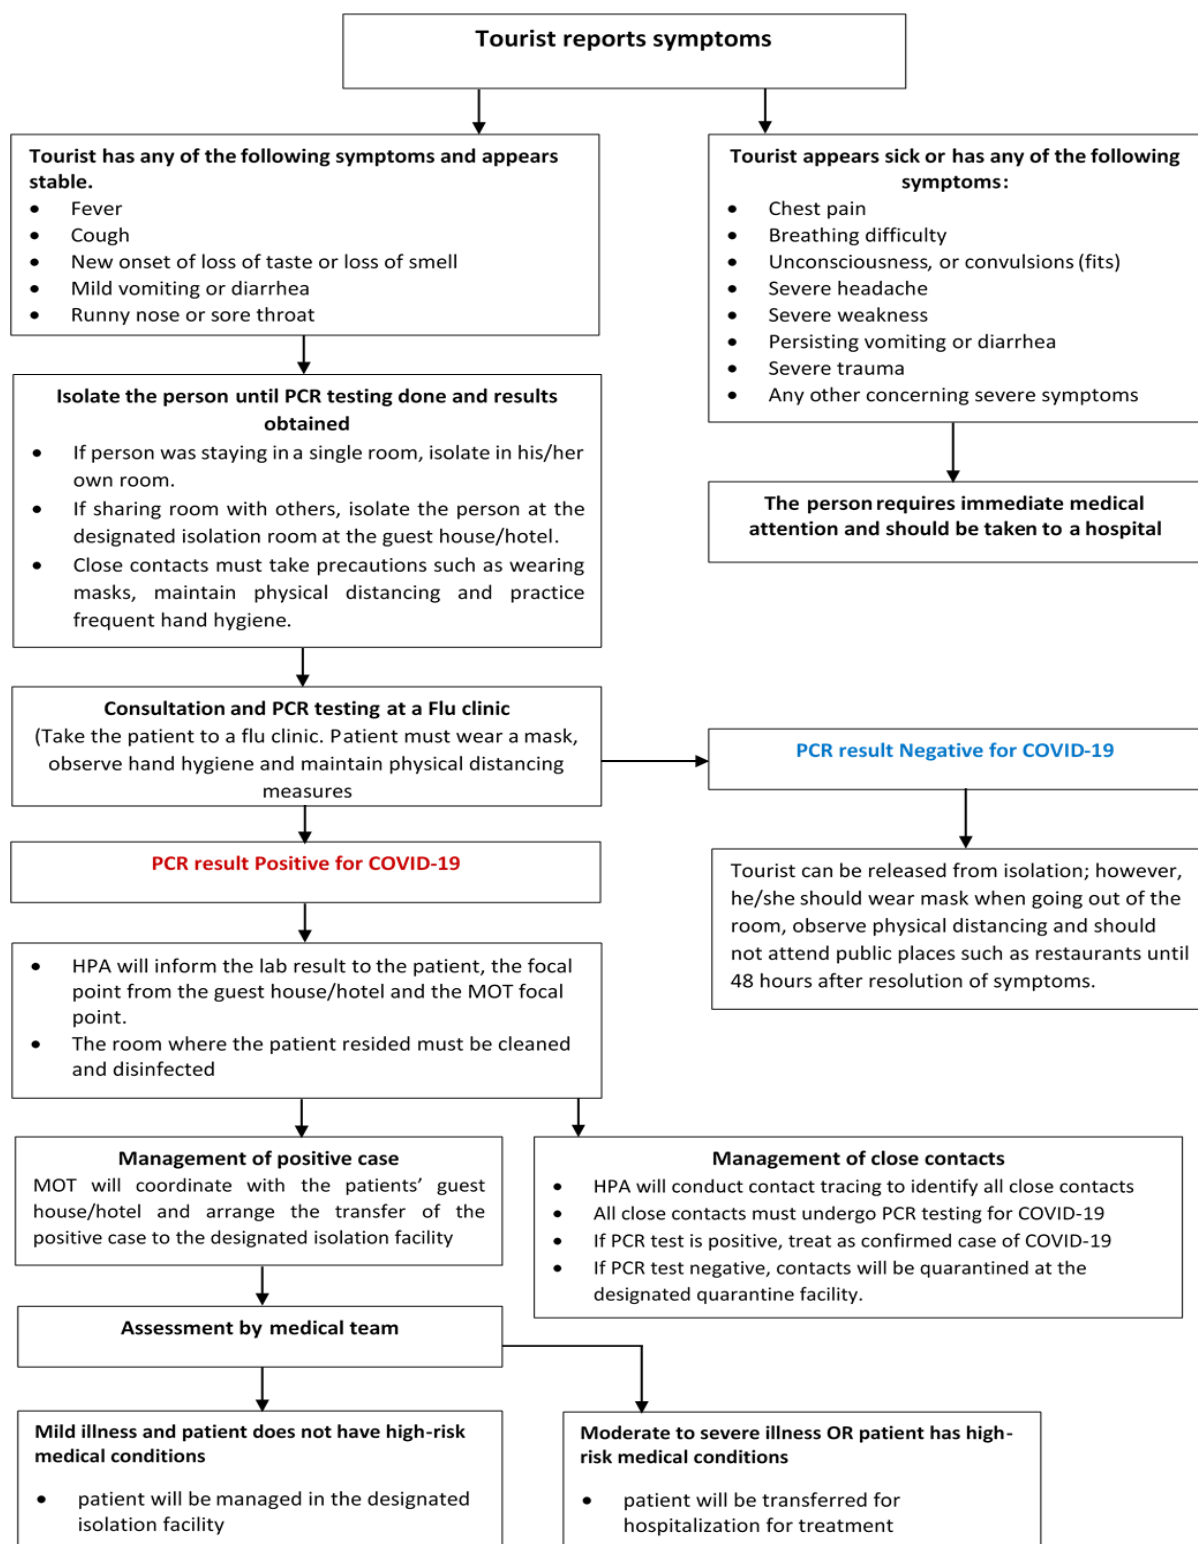 Tourist reports symptoms
Tourist has any of the following symptoms and appears
stable.
• Fever
• Cough
• New onset of loss of taste or loss of smell
• Mild vomiting or diarrhea
• Runny nose or sore throat
Tourist appears sick or has any of the following
symptoms:
• Chest pain
• Breathing difficulty
• Unconsciousness, or convulsions (fits)
• Severe headache
• Severe weakness
• Persisting vomiting or diarrhea
• Severe trauma
• Any other concerning severe symptoms
Isolate the person until PCR testing done and results
obtained
• If person was staying in a single room, isolate in his/her
own room.
• If sharing room with others, isolate the person at the
designated isolation room at the guest house/hotel.
• Close contacts must take precautions such as wearing
masks, maintain physical distancing and practice
frequent hand hygiene.
The person requires immediate medical
attention and should be taken to a hospital
Consultation and PCR testing at a Flu clinic
(Take the patient to a flu clinic. Patient must wear a mask,
observe hand hygiene and maintain physical distancing
measures
PCR result Negative for COVID-19
PCR result Positive for COVID-19
Tourist can be released from isolation; however,
he/she should wear mask when going out of the
room, observe physical distancing and should
not attend public places such as restaurants until
48 hours after resolution of symptoms.
• HPA will inform the lab result to the patient, the focal
point from the guest house/hotel and the MOT focal
point.
• The room where the patient resided must be cleaned
and disinfected
Management of positive case
MOT will coordinate with the patients’ guest
house/hotel and arrange the transfer of the
positive case to the designated isolation facility
Management of close contacts
• HPA will conduct contact tracing to identify all close contacts
• All close contacts must undergo PCR testing for COVID-19
• If PCR test is positive, treat as confirmed case of COVID-19
• If PCR test negative, contacts will be quarantined at the
designated quarantine facility.
Assessment by medical team
Mild illness and patient does not have high-risk
medical conditions
• patient will be managed in the designated
isolation facility
Moderate to severe illness OR patient has high-
risk medical conditions
• patient will be transferred for
hospitalization for treatment